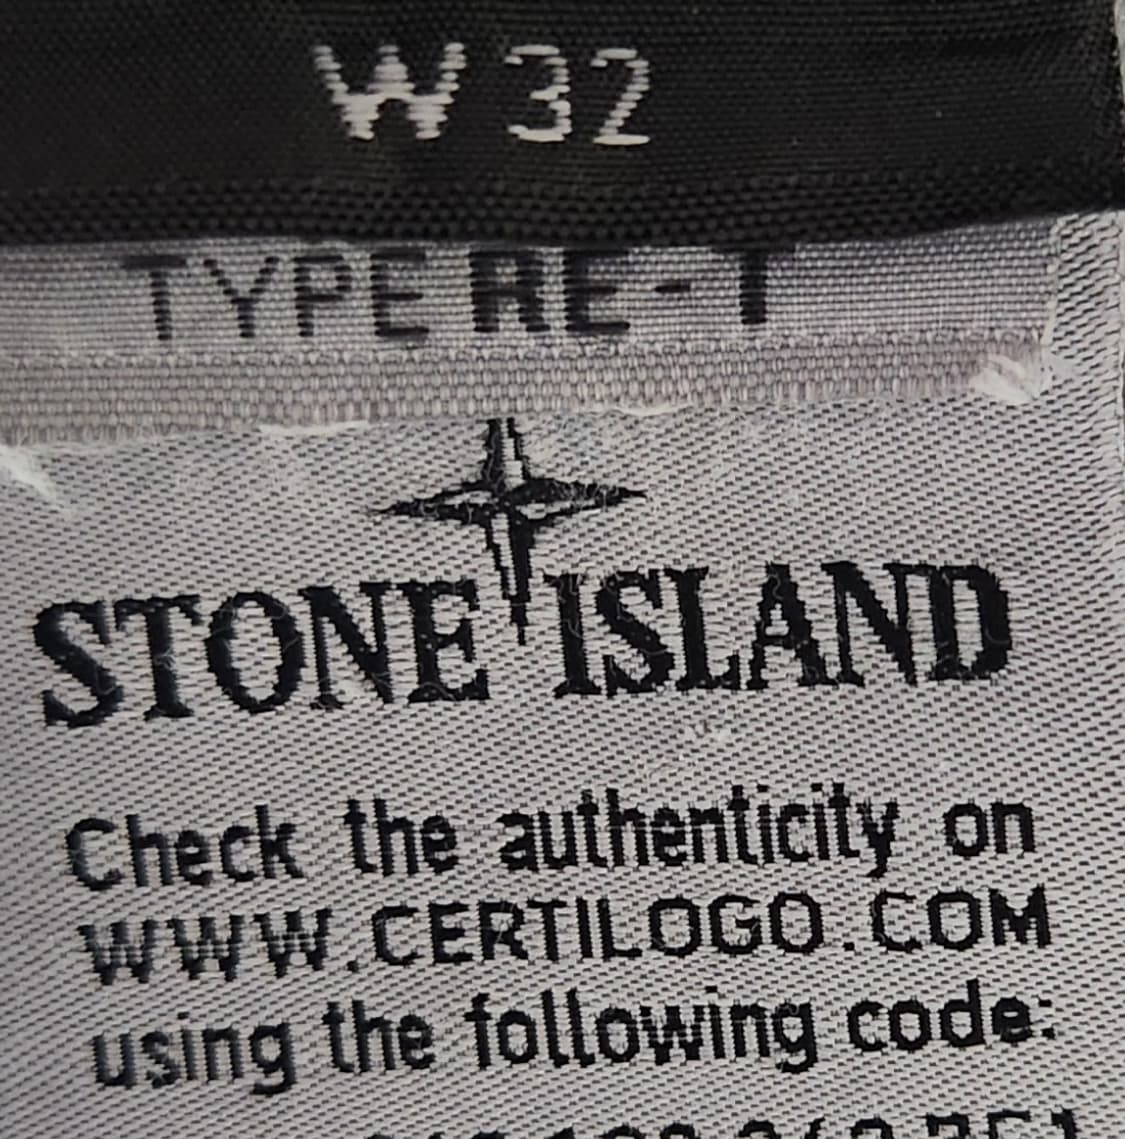 W 32
TYPE RE-T
STONE ISLAND
Check the authenticity on
WWW.CERTILOGO.COM
using the following code: